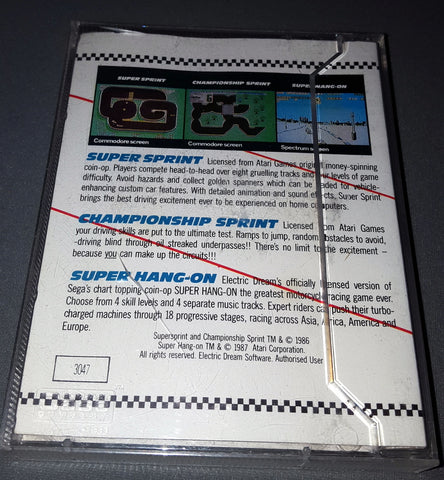 SUPER SPRINT CHAMPIONSHIP SPRINT SUPER HANG-ON
Commodore screen Commodore screen Spectrum screen
SUPER SPRINT Licensed from Atari Games original money-spinning
coin-op. Players compete head-to-head over eight gruelling tracks and four levels of game
difficulty. Avoid hazards and collect golden spanners which can be traded for vehicle-
enhancing custom car features. With detailed animation and sound effects, Super Sprint
brings the best driving excitement ever to be experienced on home computers.
CHAMPIONSHIP SPRINT Licensed from Atari Games
your driving skills are put to the ultimate test. Ramps to jump, random obstacles to avoid,
-driving blind through oil streaked underpasses!! There's no limit to the excitement –
because you can make up the circuits!!!
SUPER HANG-ON Electric Dream's officially licensed version of
Sega's chart topping coin-op SUPER HANG-ON the greatest motorcycle racing game ever.
Choose from 4 skill levels and 4 separate music tracks. Expert riders can push their turbo-
charged machines through 18 progressive stages, racing across Asia, Africa, America and
Europe.
Supersprint and Championship Sprint TM & © 1986
Super Hang-on TM & © 1987 Atari Corporation.
All rights reserved. Electric Dream Software. Authorised User
3047